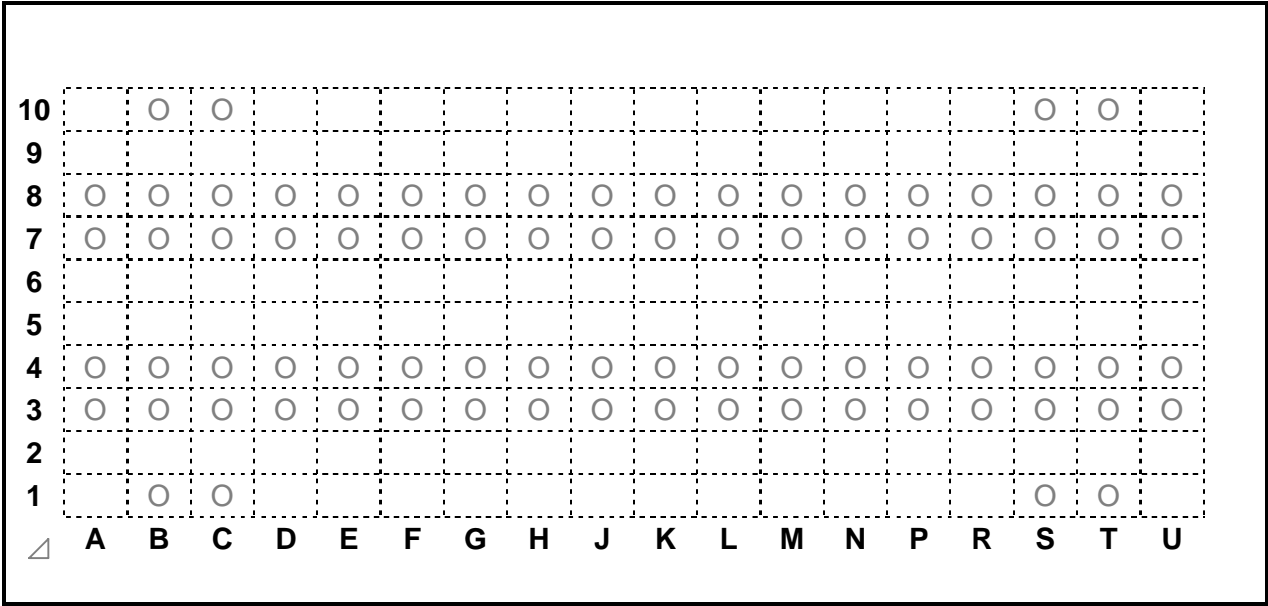 10 O O O O
9
8 O O O O O O O O O O O O O O O O O O
7 O O O O O O O O O O O O O O O O O O
6
5
4 O O O O O O O O O O O O O O O O O O
3 O O O O O O O O O O O O O O O O O O
2
1 O O O O
A B C D E F G H J K L M N P R S T U